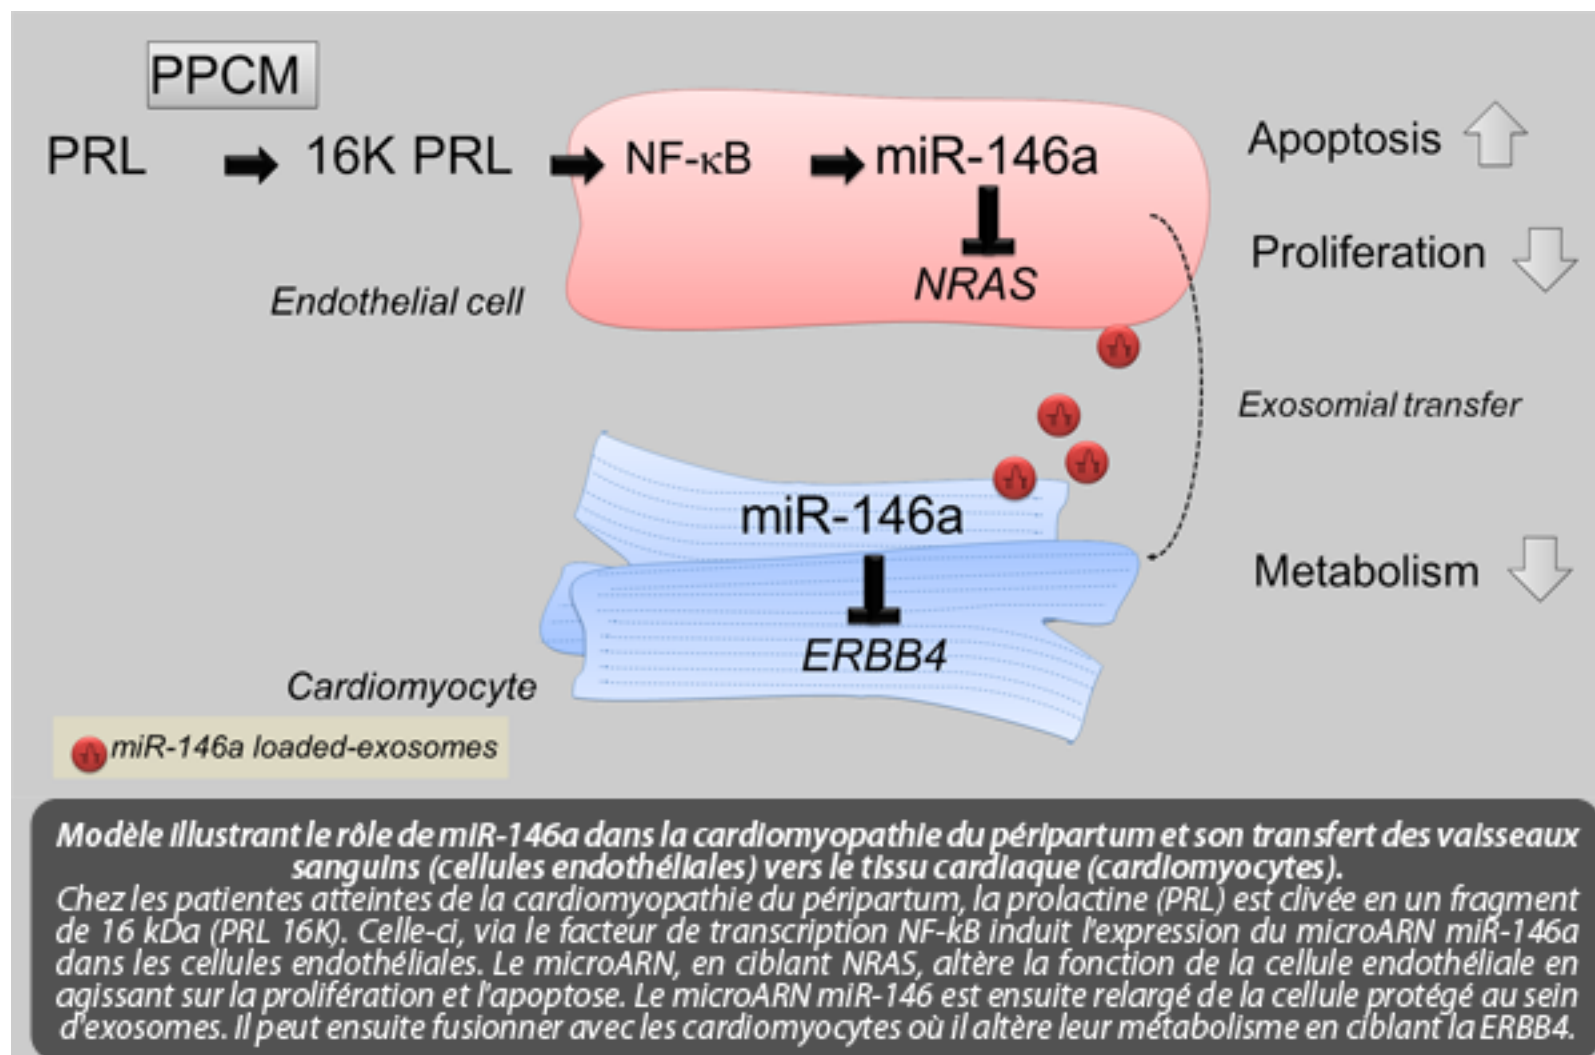 PPCM
PRL 16K PRL NF-κB miR-146a
Apoptosis
NRAS
Proliferation
Endothelial cell
Exosomial transfer
miR-146a
ERBB4
Metabolism
Cardiomyocyte
miR-146a loaded-exosomes
Modèle illustrant le rôle de miR-146a dans la cardiomyopathie du péripartum et son transfert des vaisseaux
sanguins (cellules endothéliales) vers le tissu cardiaque (cardiomyocytes).
Chez les patientes atteintes de la cardiomyopathie du péripartum, la prolactine (PRL) est clivée en un fragment
de 16 kDa (PRL 16K). Celle-ci, via le facteur de transcription NF-kB induit l'expression du microARN miR-146a
dans les cellules endothéliales. Le microARN, en ciblant NRAS, altère la fonction de la cellule endothéliale en
agissant sur la prolifération et l'apoptose. Le microARN miR-146 est ensuite relargé de la cellule protégé au sein
d'exosomes. Il peut ensuite fusionner avec les cardiomyocytes où il altère leur métabolisme en ciblant la ERBB4.